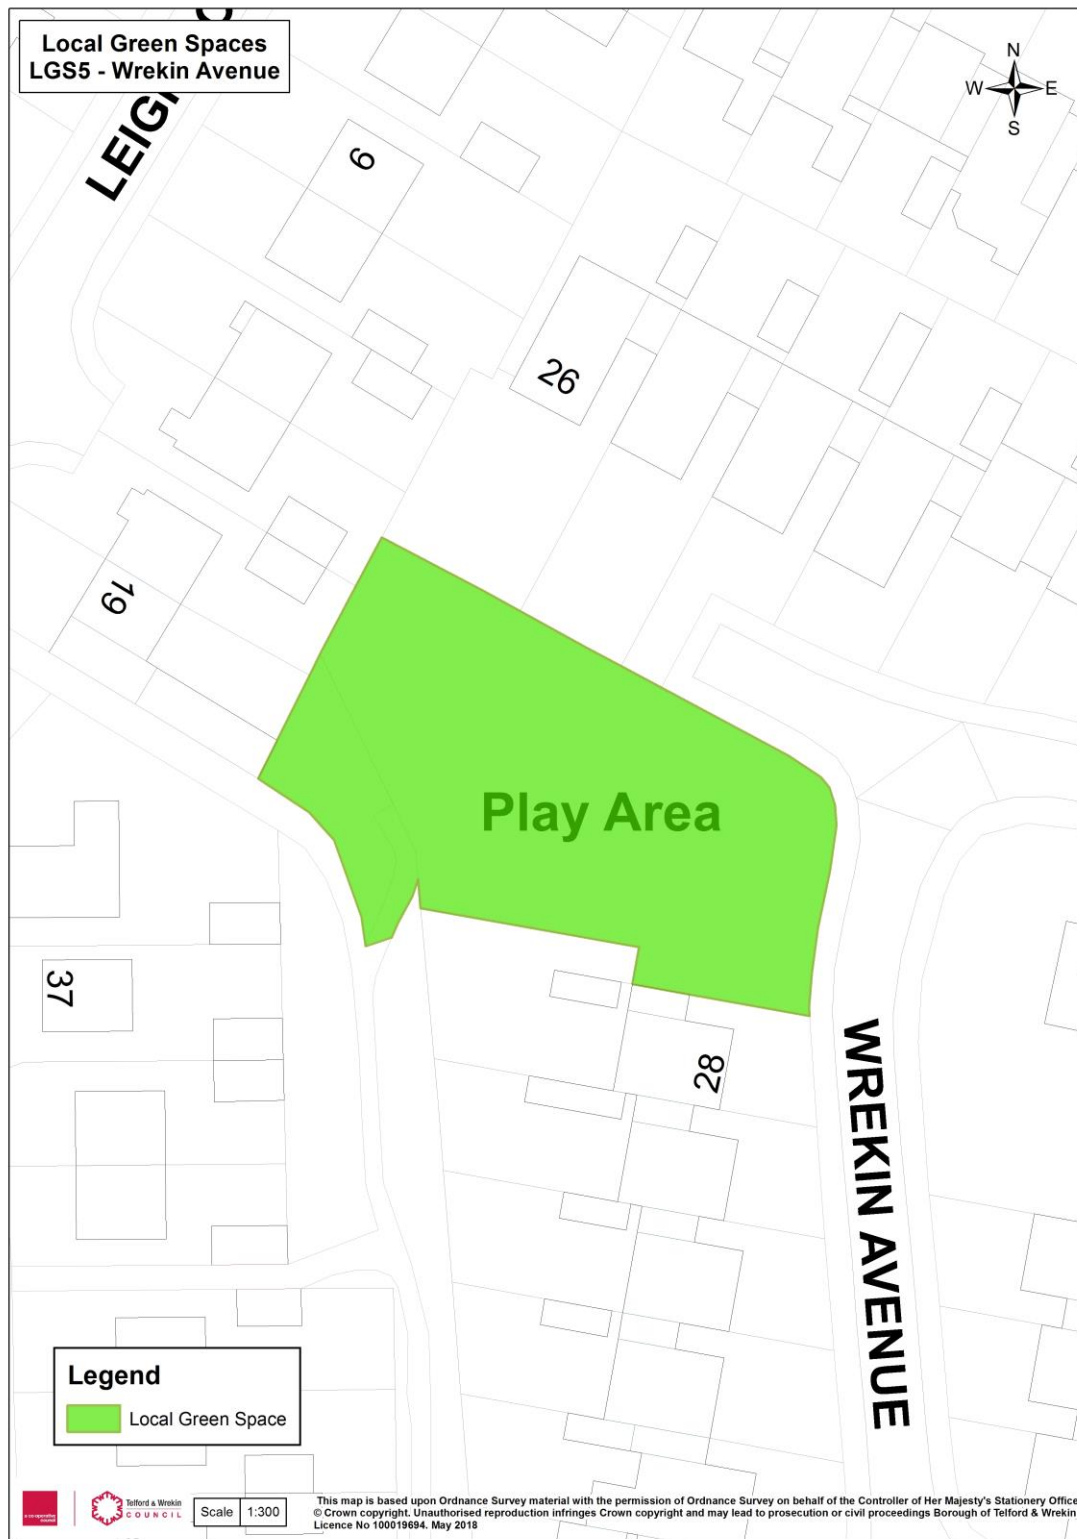 Local Green Spaces
LGS5 - Wrekin Avenue
N
W E
S
6
26
19
Play Area
37
28
WREKIN AVENUE
Legend
Local Green Space
Telford & Wrekin
COUNCIL
Scale 1:300
This map is based upon Ordnance Survey material with the permission of Ordnance Survey on behalf of the Controller of Her Majesty's Stationery Office
© Crown copyright. Unauthorised reproduction infringes Crown copyright and may lead to prosecution or civil proceedings Borough of Telford & Wrekin
Licence No 100019694. May 2018